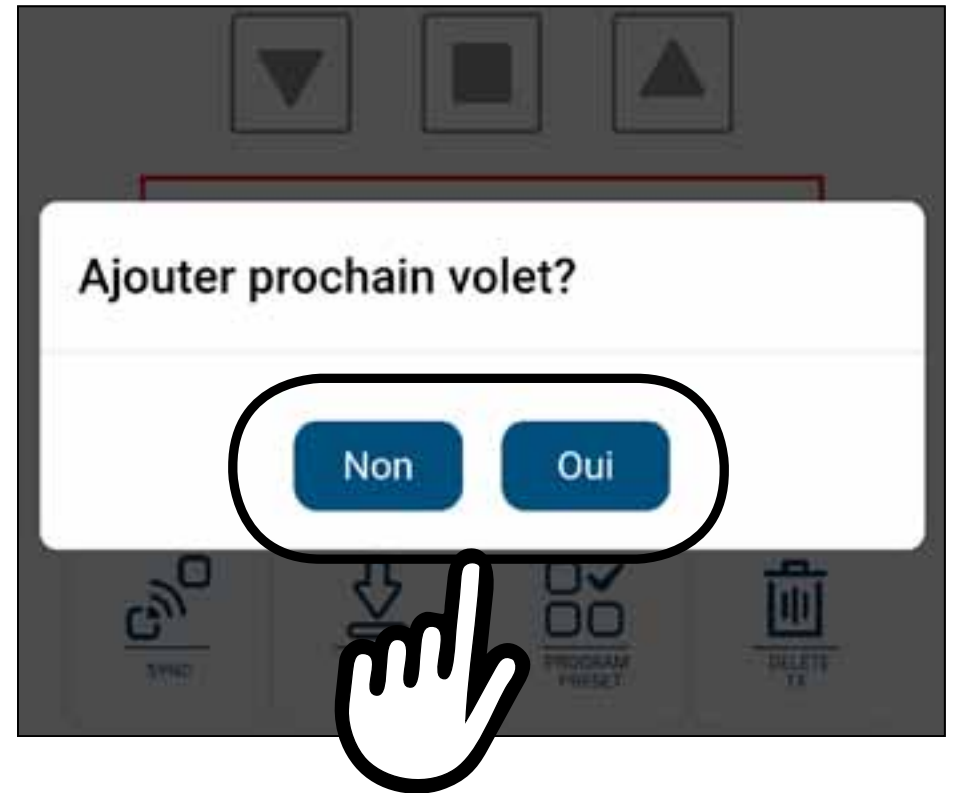 Ajouter prochain volet?
Non
Oui
SYNC
PROGRAM
PRESET
DELETE
TX